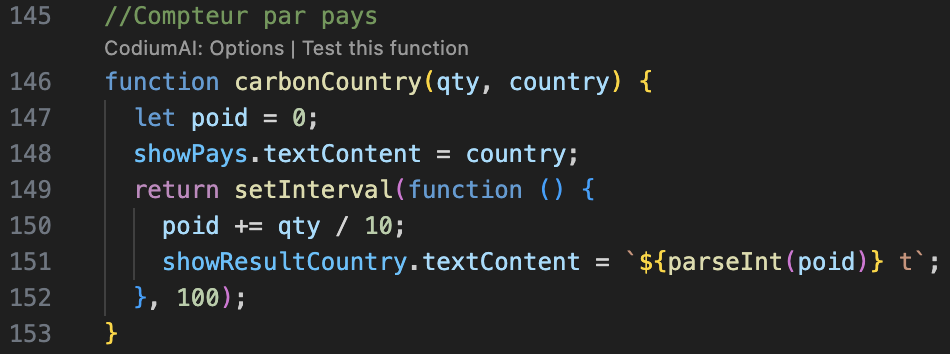 145 //Compteur par pays
CodiumAI: Options | Test this function
146 function carbonCountry(qty, country) {
147 let poid = 0;
148 showPays.textContent = country;
149 return setInterval(function () {
150 poid += qty / 10;
151 showResultCountry.textContent = `${parseInt(poid)} t`;
152 }, 100);
153 }